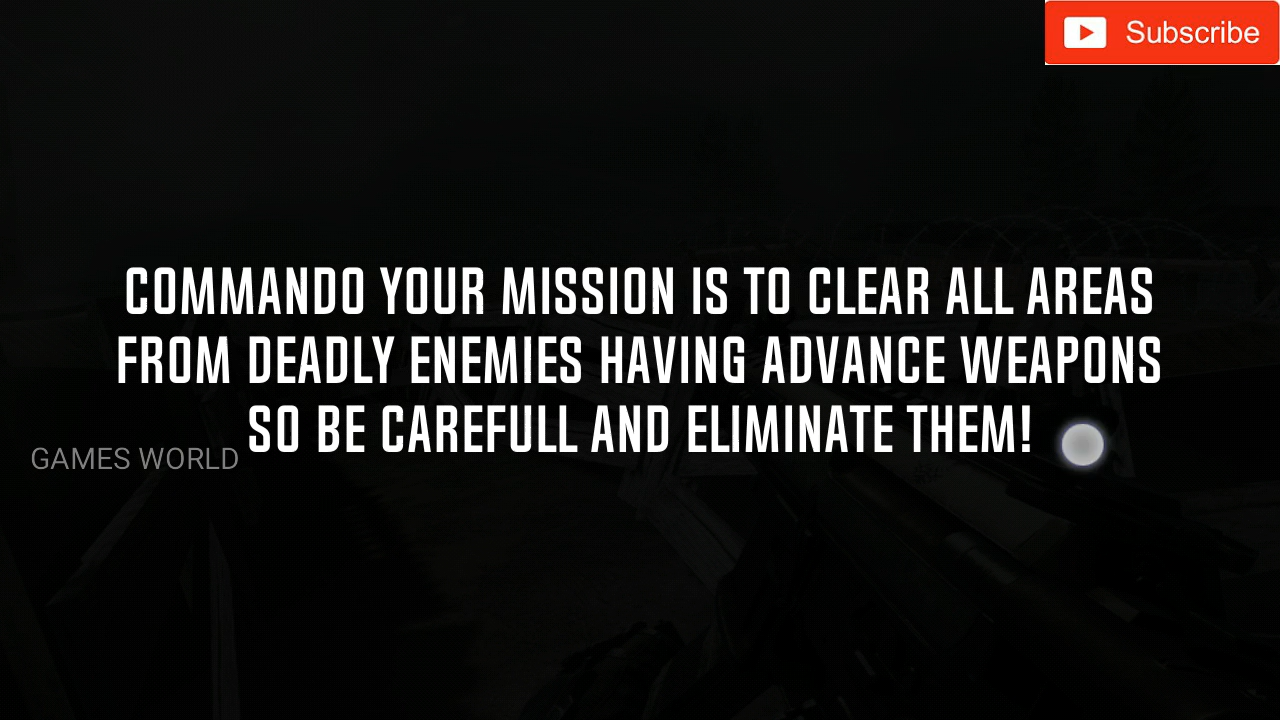 Subscribe
COMMANDO YOUR MISSION IS TO CLEAR ALL AREAS
FROM DEADLY ENEMIES HAVING ADVANCE WEAPONS
SO BE CAREFULL AND ELIMINATE THEM!
GAMES WORLD